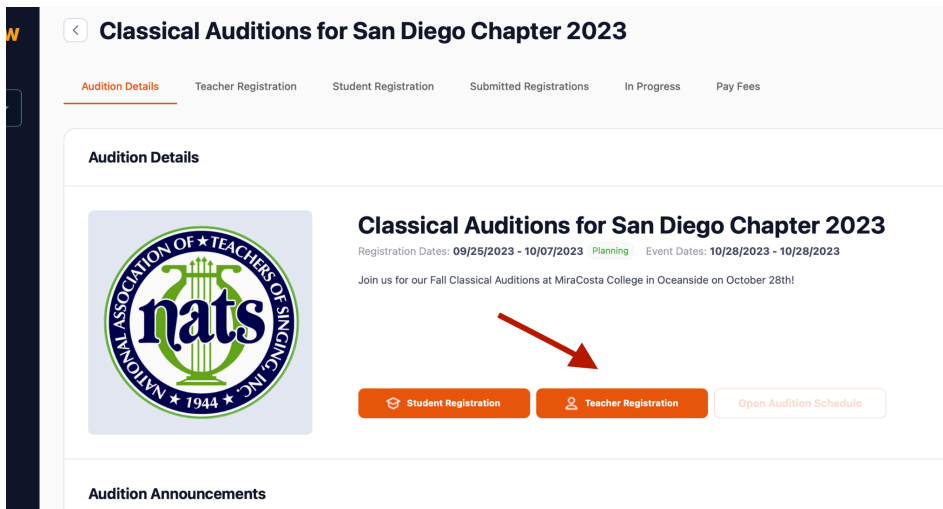 w
Classical Auditions for San Diego Chapter 2023
Audition Details Teacher Registration Student Registration Submitted Registrations In Progress Pay Fees
Audition Details
NATIONAL ASSOCIATION OF ★ TEACHERS OF SINGING, INC. ★ 1944 ★
nats
Classical Auditions for San Diego Chapter 2023
Registration Dates: 09/25/2023 - 10/07/2023 Planning Event Dates: 10/28/2023 - 10/28/2023
Join us for our Fall Classical Auditions at MiraCosta College in Oceanside on October 28th!
Student Registration Teacher Registration Open Audition Schedule
Audition Announcements